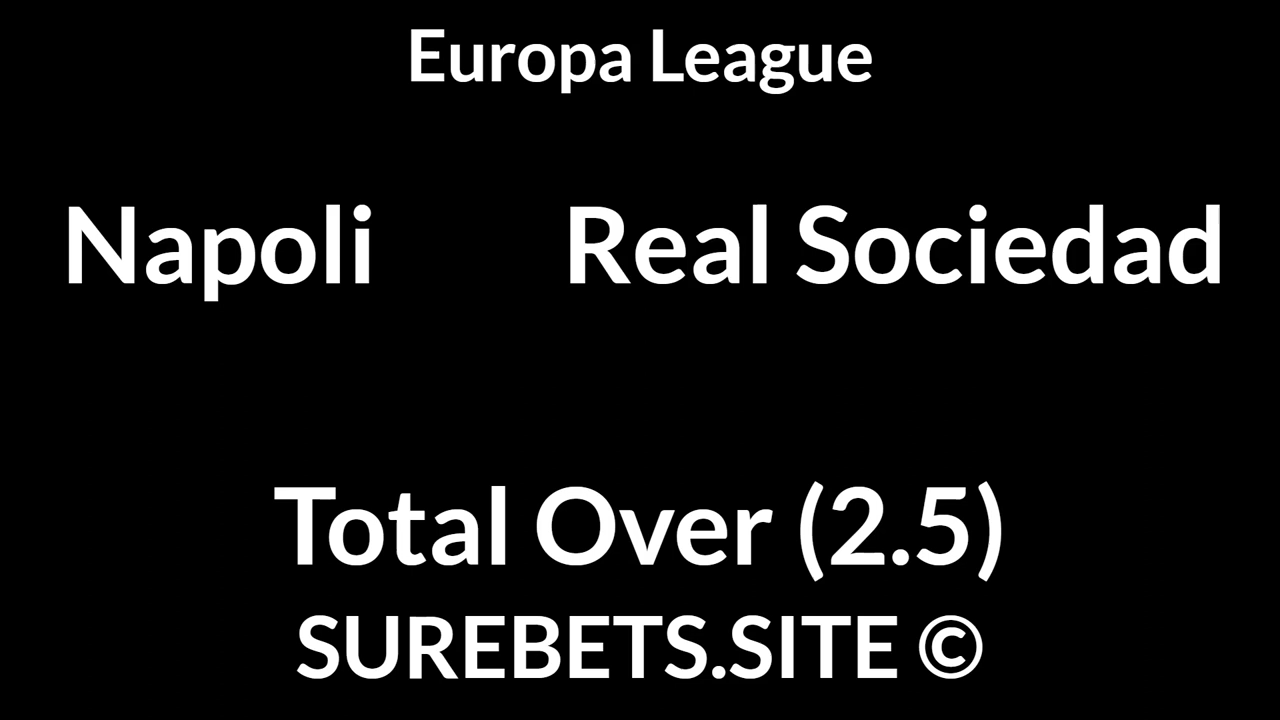 Europa League
Napoli Real Sociedad
Total Over (2.5)
SUREBETS.SITE ©